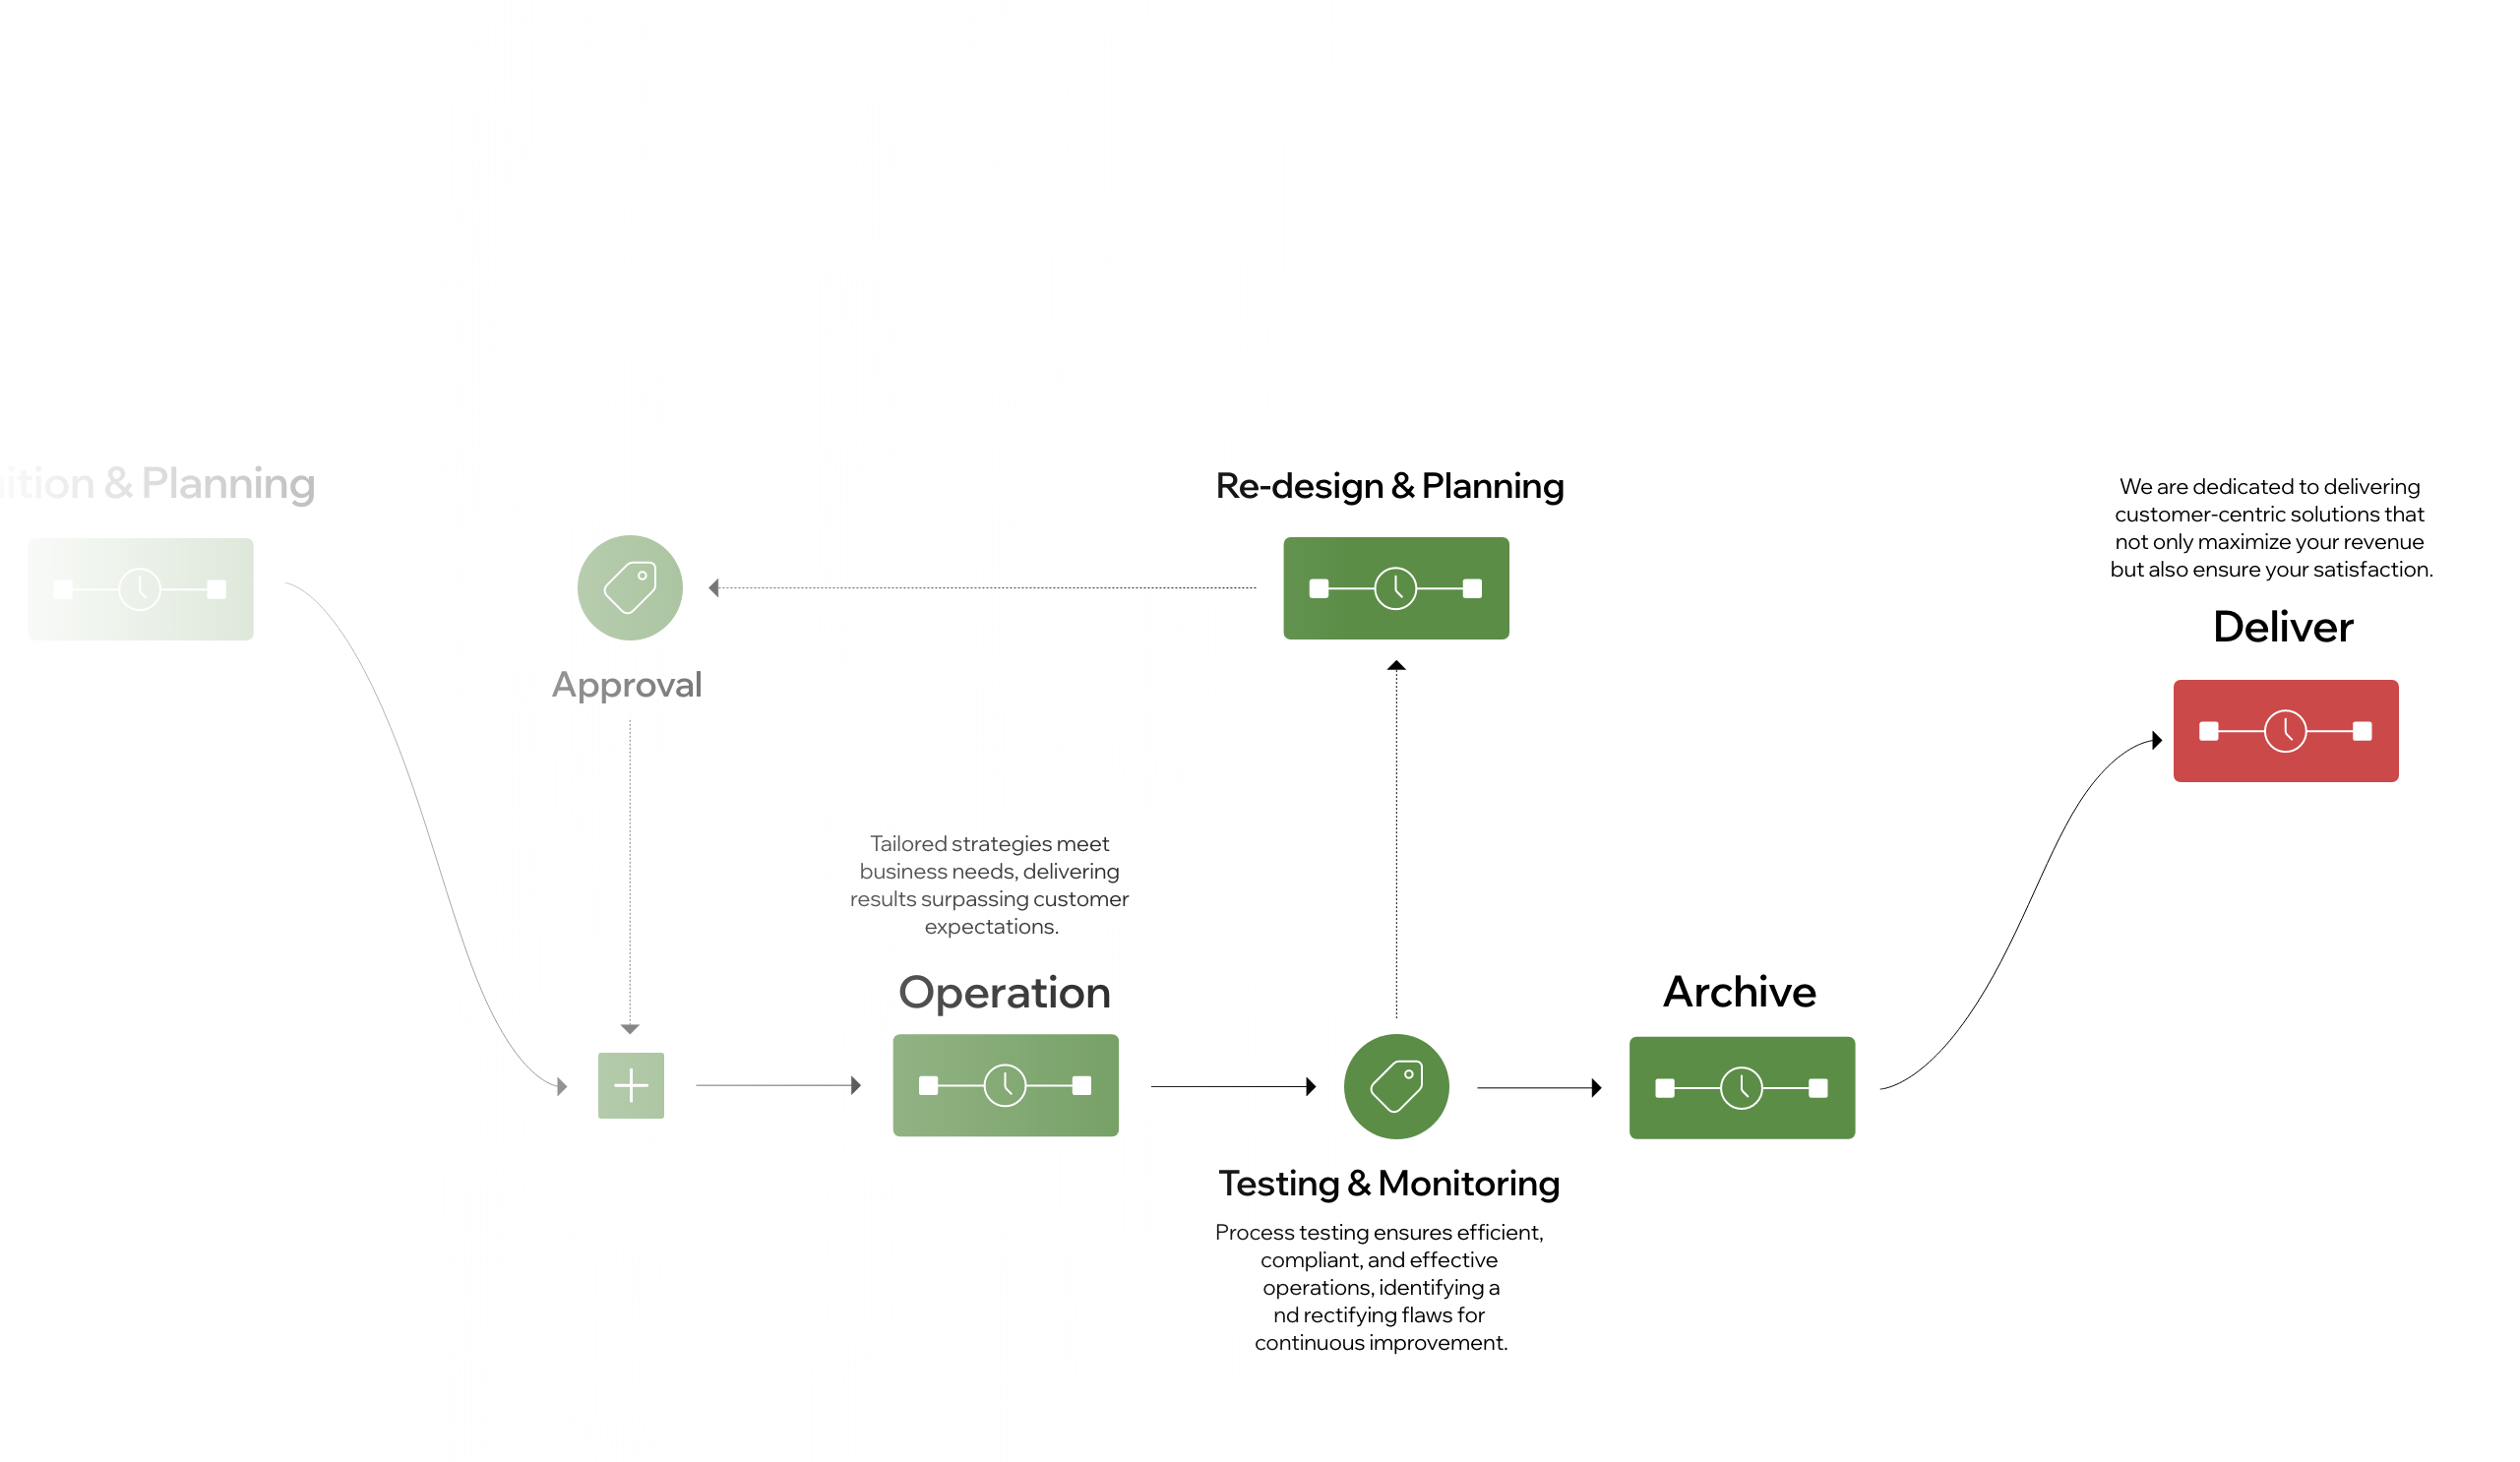 & Planning
Re-design & Planning
We are dedicated to delivering
customer-centric solutions that
not only maximize your revenue
but also ensure your satisfaction.
Deliver
Approval
Tailored strategies meet
business needs, delivering
results surpassing customer
expectations.
Operation
Archive
Testing & Monitoring
Process testing ensures efficient,
compliant, and effective
operations, identifying a
nd rectifying flaws for
continuous improvement.